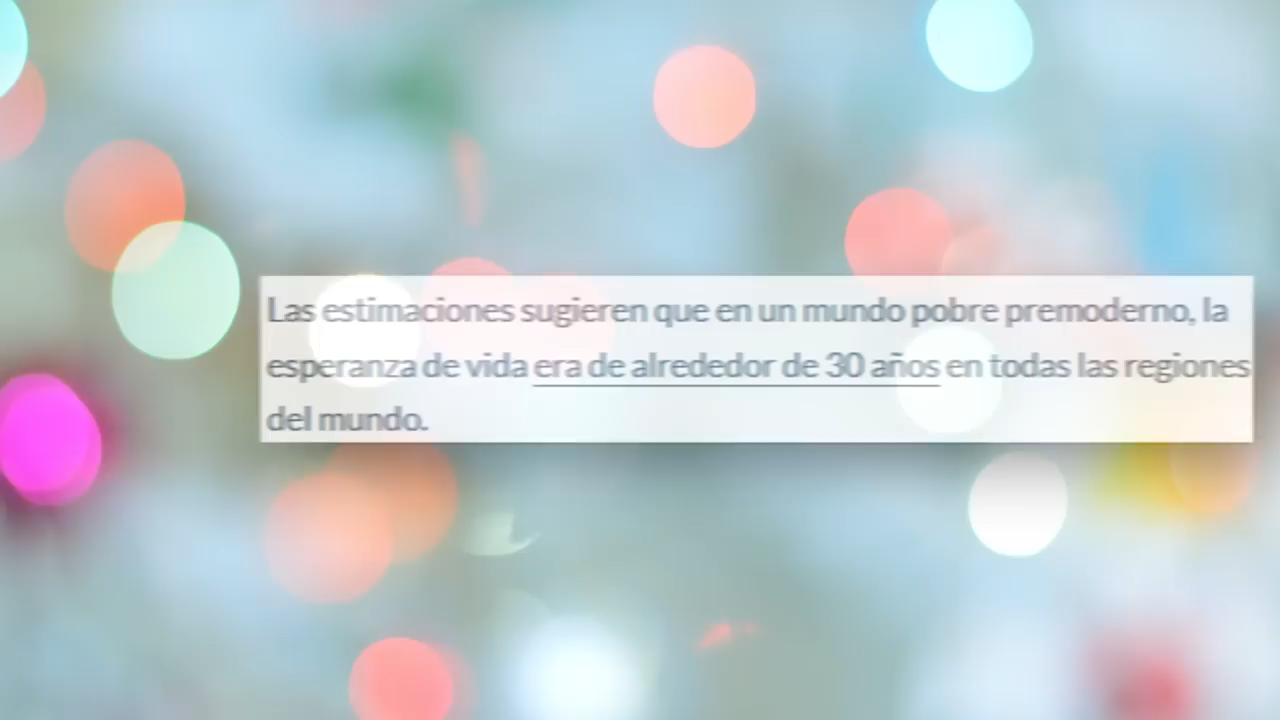 Las estimaciones sugieren que en un mundo pobre premoderno, la
esperanza de vida era de alrededor de 30 años en todas las regiones
del mundo.